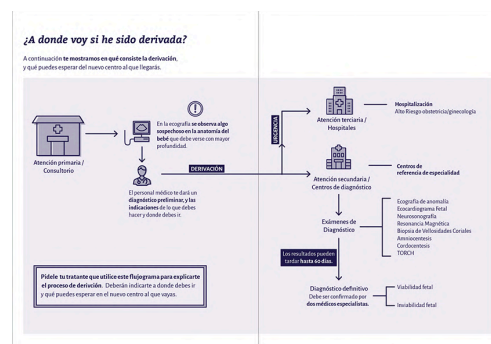 ¿A donde voy si he sido derivada?
A continuación te mostramos en qué consiste la derivación,
y qué puedes esperar del nuevo centro al que llegarás.
Atención primaria /
Consultorio
En la ecografía se observa algo
sospechoso en la anatomía del
bebé que debe verse con mayor
profundidad.
El personal médico te dará un
diagnóstico preliminar, y las
indicaciones de lo que debes
hacer y donde debes ir.
DERIVACIÓN
URGENCIA
Atención terciaria /
Hospitales
Hospitalización
Alto Riesgo obstetricia/ginecología
Atención secundaria /
Centros de diagnóstico
Centros de
referencia de especialidad
Exámenes de
Diagnóstico
Ecografía de anomalía
Ecocardiograma fetal
Neurosonografía
Resonancia Magnética
Biopsia de Vellosidades Coriales
Amniocentesis
Cordocentesis
TORCH
Los resultados pueden
tardar hasta 60 días.
Diagnóstico definitivo
Debe ser confirmado por
dos médicos especialistas.
Viabilidad fetal
Inviabilidad fetal
Pídele tu tratante que utilice este flujograma para explicarte
el proceso de derivción. Deberán indicarte a donde debes ir
y qué puedes esperar en el nuevo centro al que vayas.